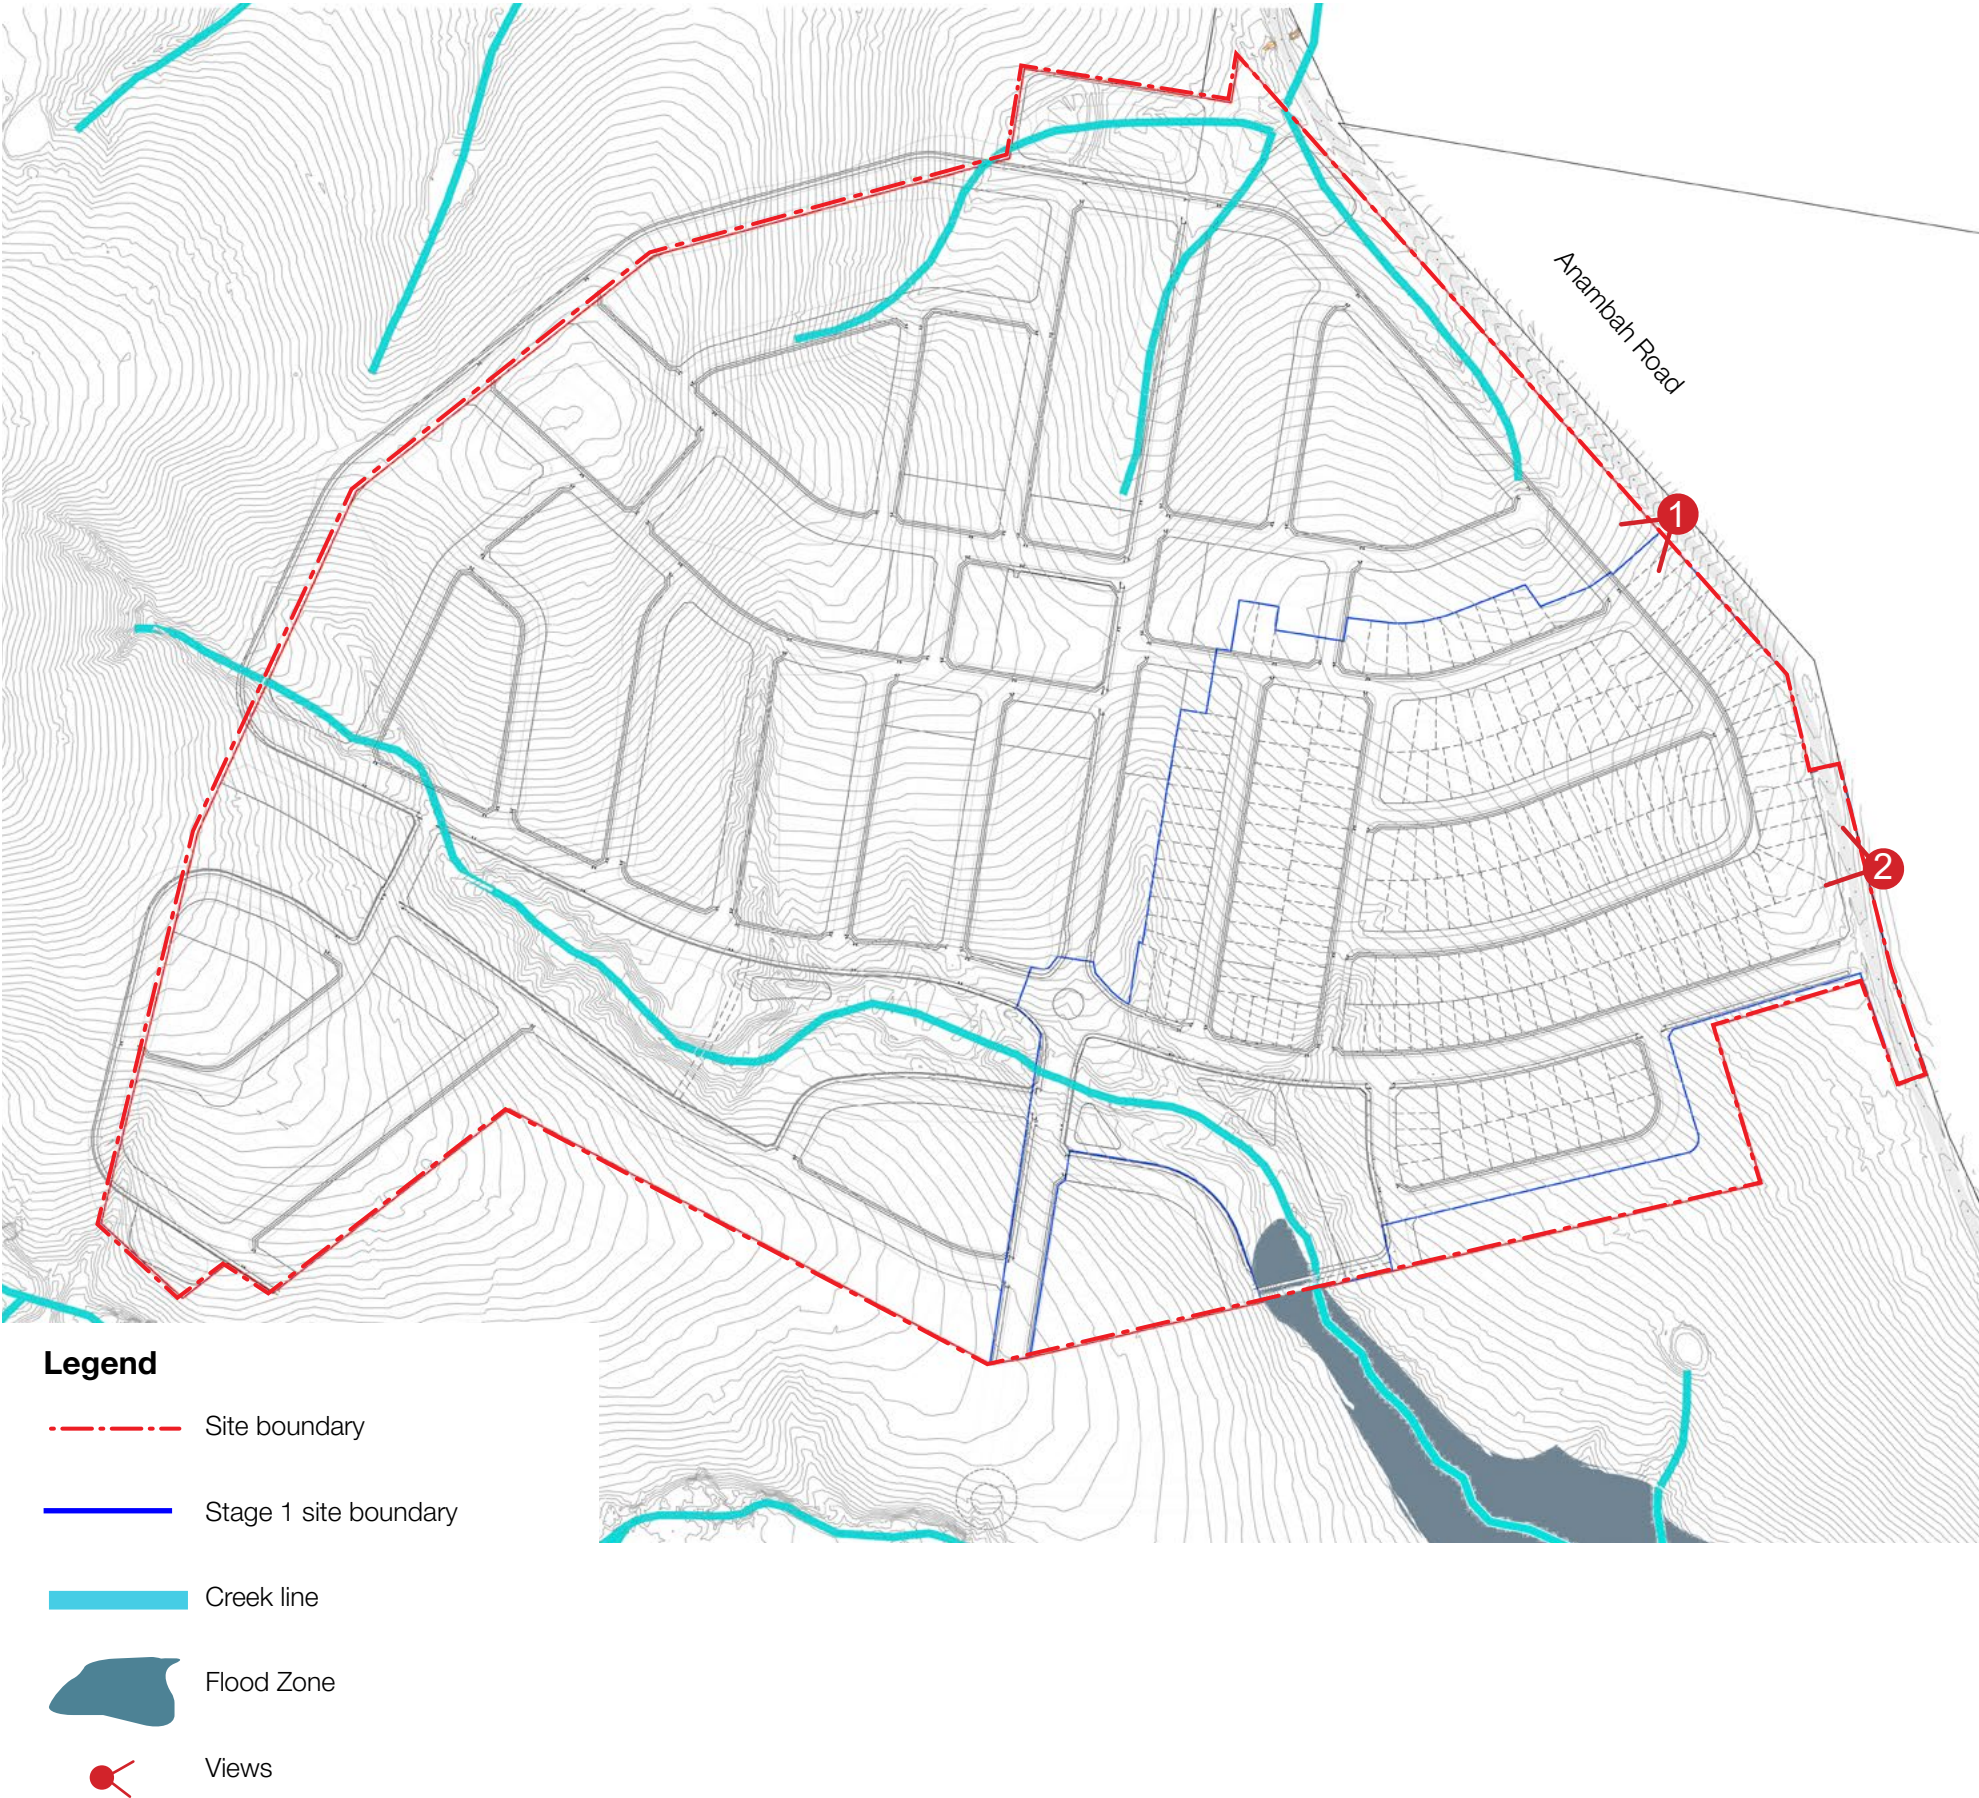 Anambah Road
1
2
Legend
Site boundary
Stage 1 site boundary
Creek line
Flood Zone
Views